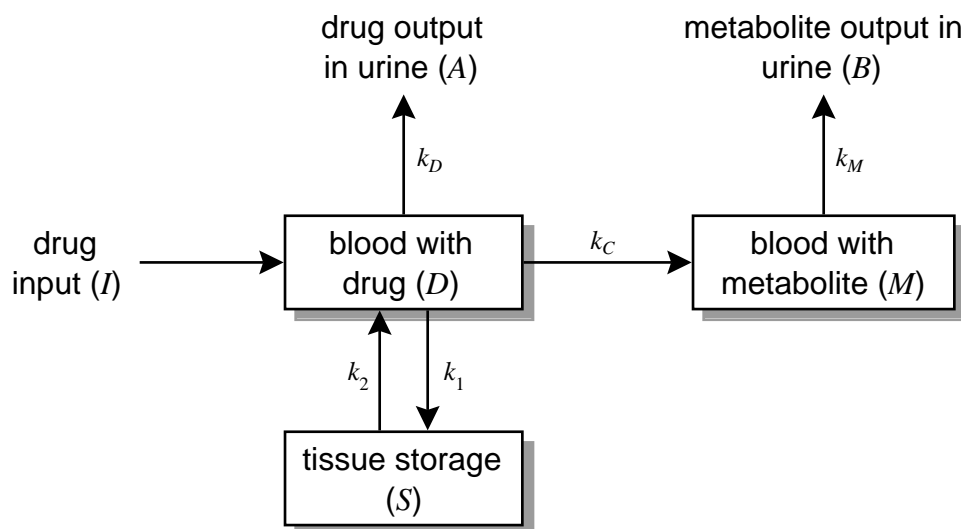 drug output
in urine (A)
metabolite output in
urine (B)
k_D
k_M
drug
input (I)
blood with
drug (D)
k_C
blood with
metabolite (M)
k_2
k_1
tissue storage
(S)